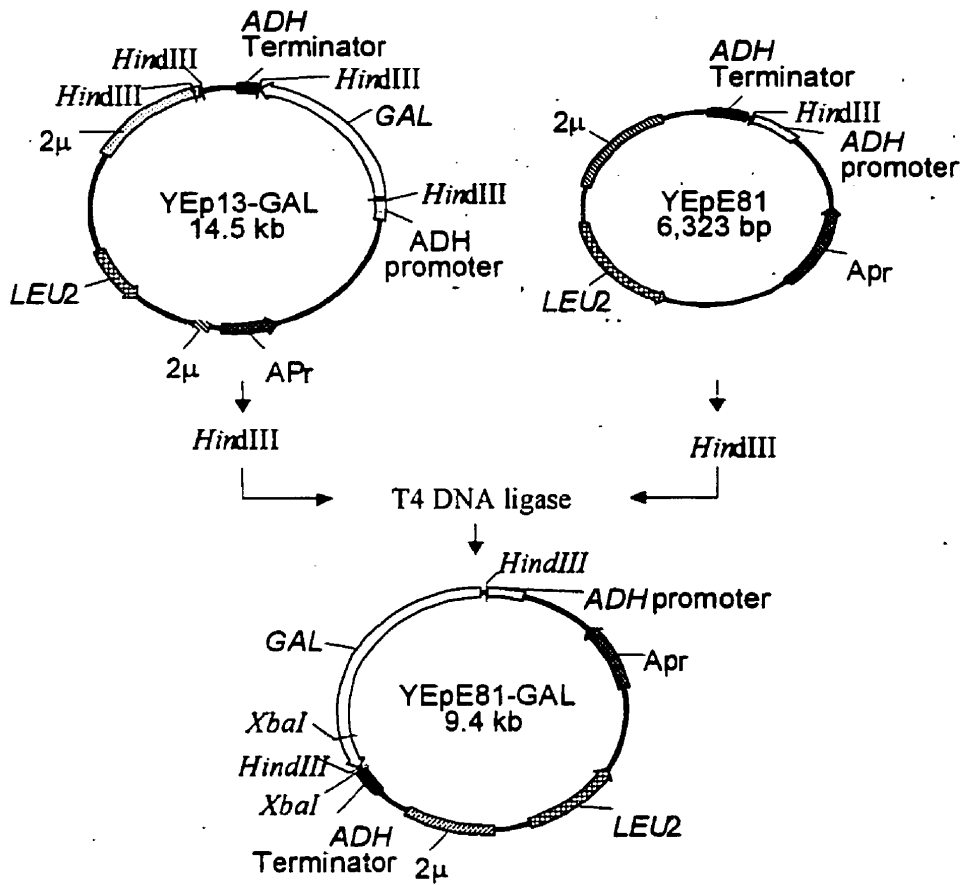 ADH
Terminator
HindIII
HindIII
HindIII
GAL
2μ
YEp13-GAL
14.5 kb
HindIII
ADH
promoter
LEU2
2μ
APr
HindIII
ADH
Terminator
HindIII
2μ
ADH
promoter
YEpE81
6,323 bp
Apr
LEU2
HindIII
T4 DNA ligase
HindIII
ADH promoter
GAL
Apr
YEpE81-GAL
9.4 kb
XbaI
HindIII
XbaI
ADH
Terminator
2μ
LEU2